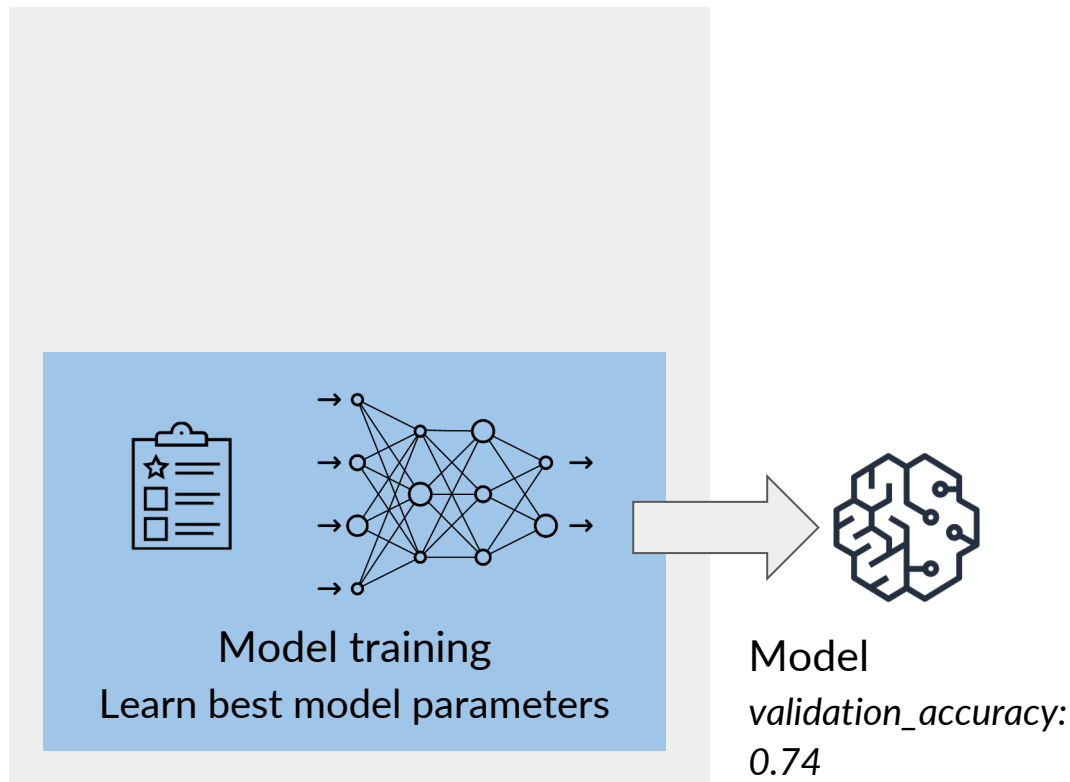 Model training
Learn best model parameters
Model
validation_accuracy:
0.74